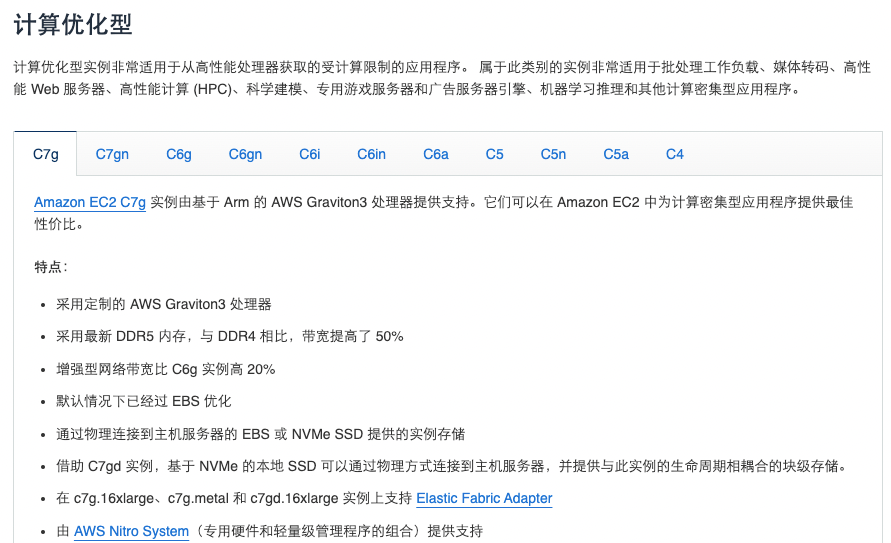 计算优化型
计算优化型实例非常适用于从高性能处理器获取的受计算限制的应用程序。 属于此类别的实例非常适用于批处理工作负载、媒体转码、高性
能 Web 服务器、高性能计算 (HPC)、科学建模、专用游戏服务器和广告服务器引擎、机器学习推理和其他计算密集型应用程序。
C7g C7gn C6g C6gn C6i C6in C6a C5 C5n C5a C4
Amazon EC2 C7g 实例由基于 Arm 的 AWS Graviton3 处理器提供支持。它们可以在 Amazon EC2 中为计算密集型应用程序提供最佳
性价比。
特点：
• 采用定制的 AWS Graviton3 处理器
• 采用最新 DDR5 内存，与 DDR4 相比，带宽提高了 50%
• 增强型网络带宽比 C6g 实例高 20%
• 默认情况下已经过 EBS 优化
• 通过物理连接到主机服务器的 EBS 或 NVMe SSD 提供的实例存储
• 借助 C7gd 实例，基于 NVMe 的本地 SSD 可以通过物理方式连接到主机服务器，并提供与此实例的生命周期相耦合的块级存储。
• 在 c7g.16xlarge、c7g.metal 和 c7gd.16xlarge 实例上支持 Elastic Fabric Adapter
• 由 AWS Nitro System（专用硬件和轻量级管理程序的组合）提供支持